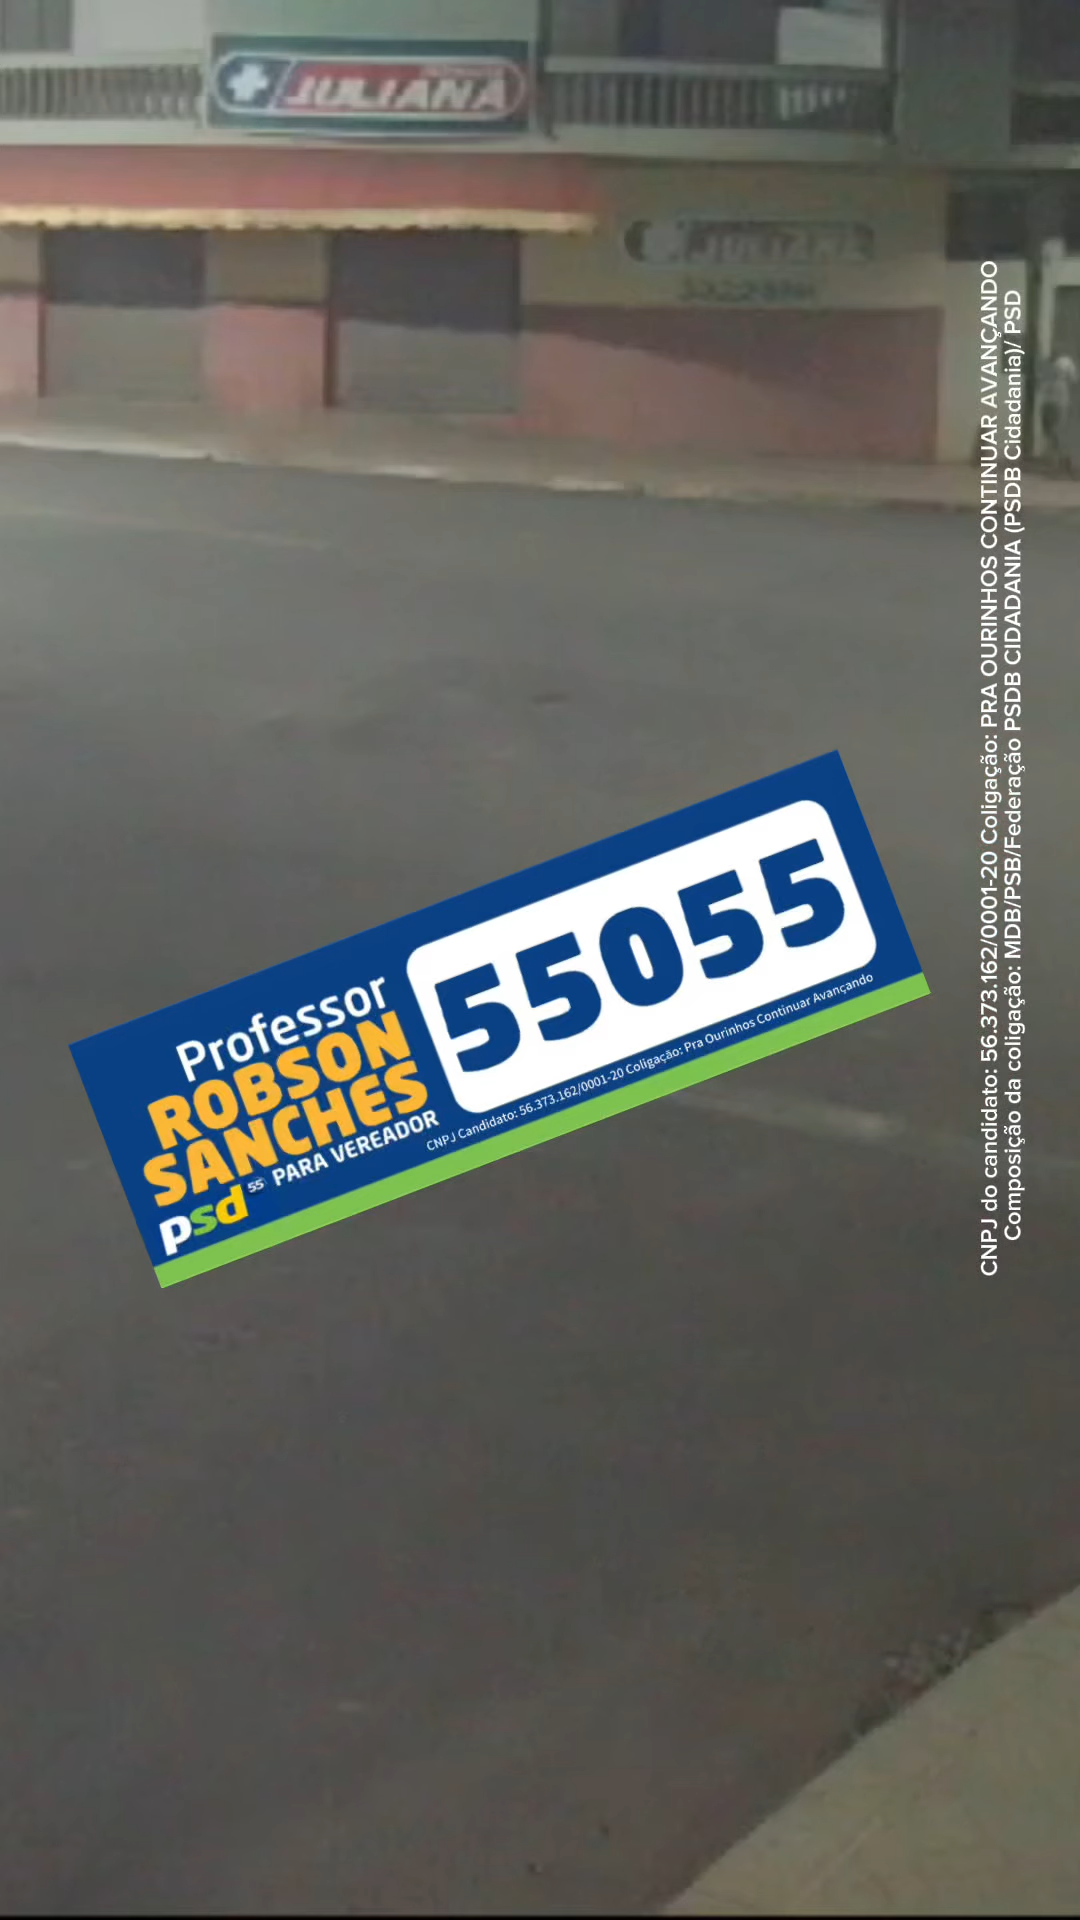 JULIANA
JULIANA
Professor
ROBSON
SANCHES
psd 55 PARA VEREADOR
55055
CNPJ Candidato: 56.373.162/0001-20 Coligação: Pra Ourinhos Continuar Avançando
CNPJ do candidato: 56.373.162/0001-20 Coligação: PRA OURINHOS CONTINUAR AVANÇANDO
Composição da coligação: MDB/PSB/Federação PSDB CIDADANIA (PSDB Cidadania)/ PSD